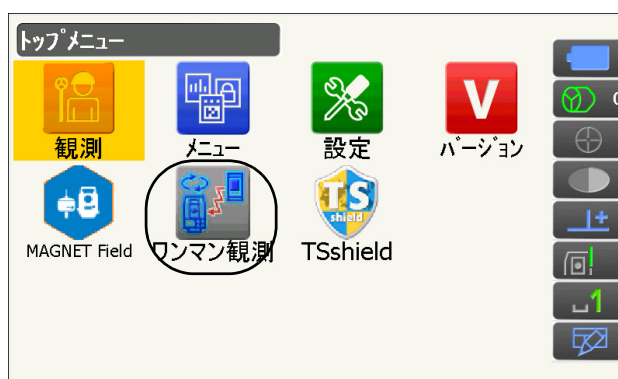 トップメニュー
観測
メニュー
設定
V
バージョン
MAGNET Field
ワンマン観測
TS
shield
TSshield
1